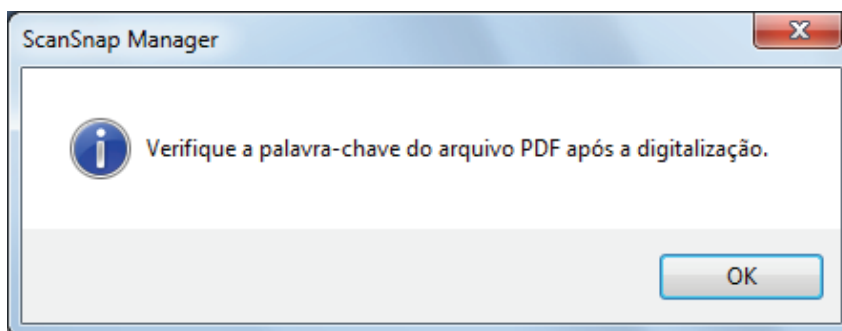 ScanSnap Manager
Verifique a palavra-chave do arquivo PDF após a digitalização.
OK